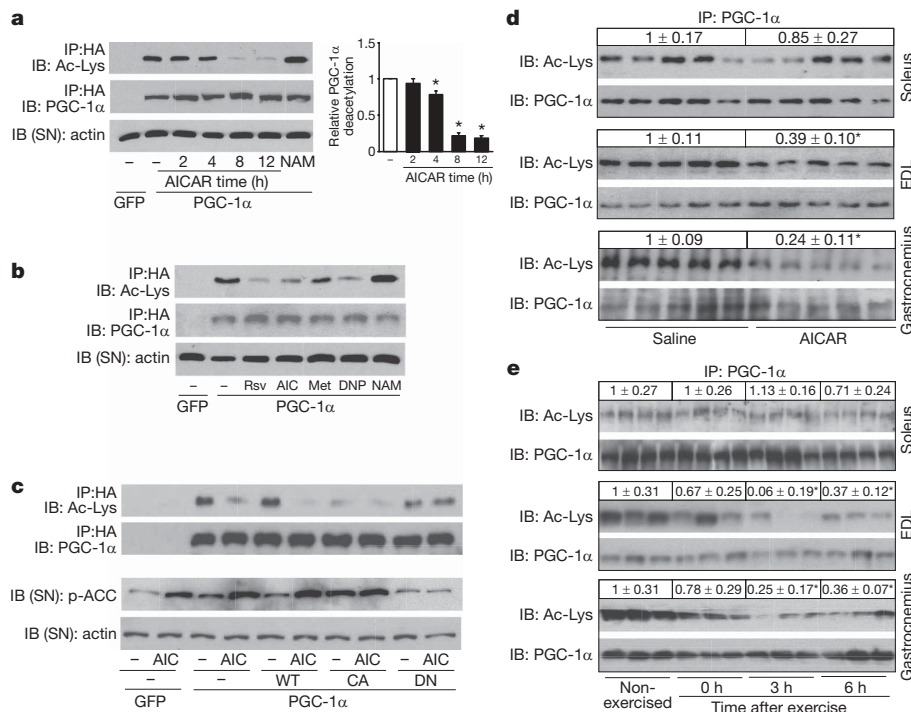 a
IP:HA
IB: Ac-Lys
IP:HA
IB: PGC-1α
IB (SN): actin
– – 2 4 8 12 NAM
AICAR time (h)
GFP PGC-1α
Relative PGC-1α
deacetylation
1.5
1
0.5
0
* * *
– 2 4 8 12
AICAR time (h)
b
IP:HA
IB: Ac-Lys
IP:HA
IB: PGC-1α
IB (SN): actin
– – Rsv AIC Met DNP NAM
GFP PGC-1α
c
IP:HA
IB: Ac-Lys
IP:HA
IB: PGC-1α
IB (SN): p-ACC
IB (SN): actin
– AIC – AIC – AIC – AIC – AIC
– – WT CA DN
GFP PGC-1α
d
IP: PGC-1α
1 ± 0.17 0.85 ± 0.27
IB: Ac-Lys
IB: PGC-1α
Soleus
1 ± 0.11 0.39 ± 0.10*
IB: Ac-Lys
IB: PGC-1α
EDL
1 ± 0.09 0.24 ± 0.11*
IB: Ac-Lys
IB: PGC-1α
Gastrocnemius
Saline AICAR
e
IP: PGC-1α
1 ± 0.27 1 ± 0.26 1.13 ± 0.16 0.71 ± 0.24
IB: Ac-Lys
IB: PGC-1α
Soleus
1 ± 0.31 0.67 ± 0.25 0.06 ± 0.19* 0.37 ± 0.12*
IB: Ac-Lys
IB: PGC-1α
EDL
1 ± 0.31 0.78 ± 0.29 0.25 ± 0.17* 0.36 ± 0.07*
IB: Ac-Lys
IB: PGC-1α
Gastrocnemius
Non-
exercised
0 h 3 h 6 h
Time after exercise